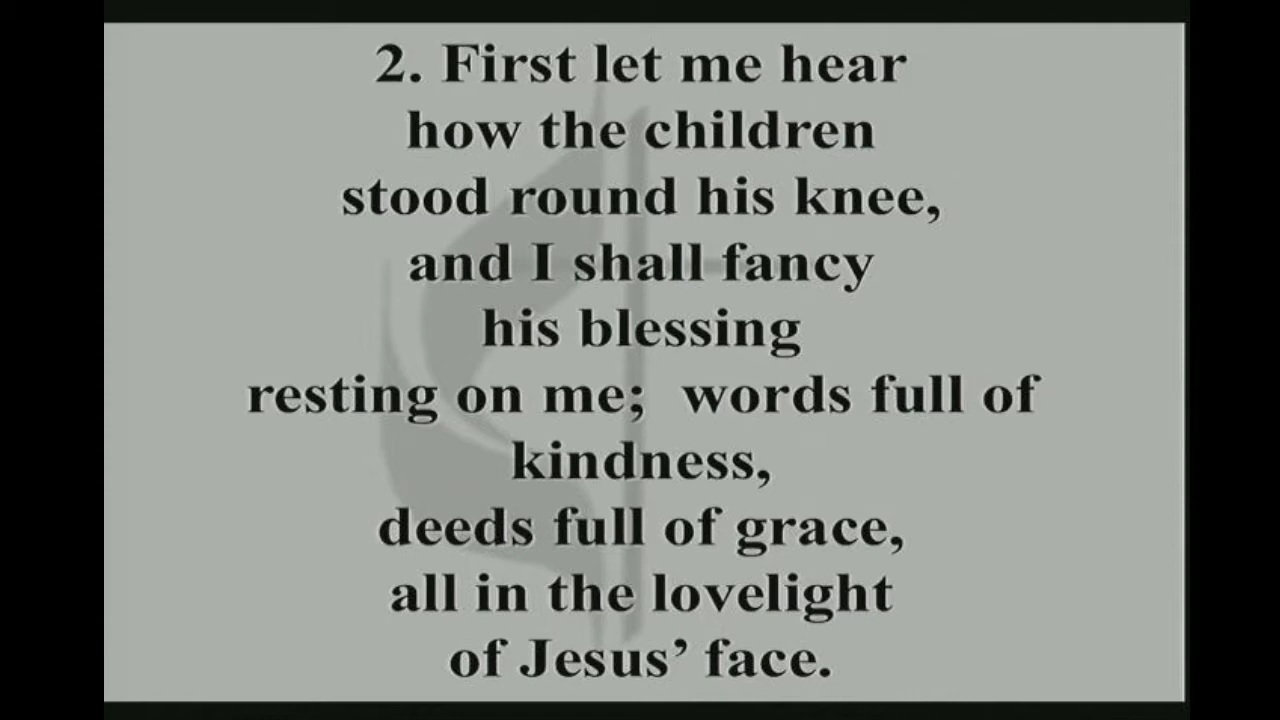 2. First let me hear
how the children
stood round his knee,
and I shall fancy
his blessing
resting on me;  words full of
kindness,
deeds full of grace,
all in the lovelight
of Jesus’ face.